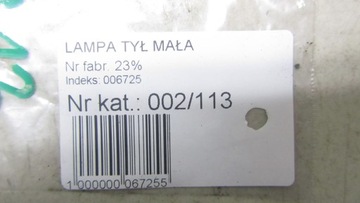 LAMPA TYŁ MAŁA
Nr fabr. 23%
Indeks: 006725
Nr kat.: 002/113
1 000000 067255